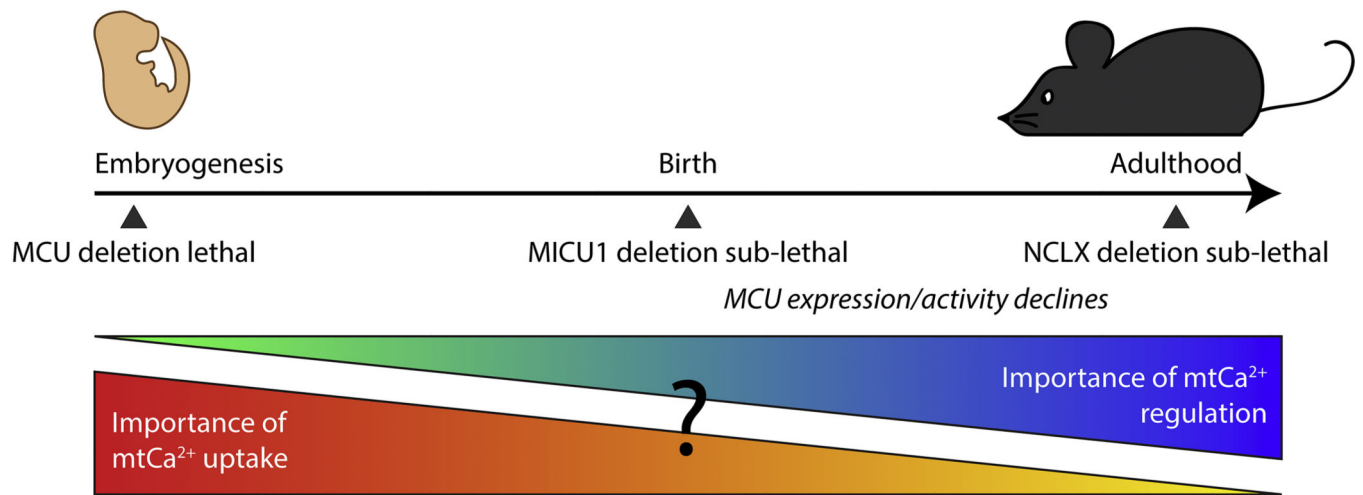 Embryogenesis
Birth
Adulthood
MCU deletion lethal
MICU1 deletion sub-lethal
NCLX deletion sub-lethal
MCU expression/activity declines
Importance of mtCa²⁺
regulation
?
Importance of
mtCa²⁺ uptake